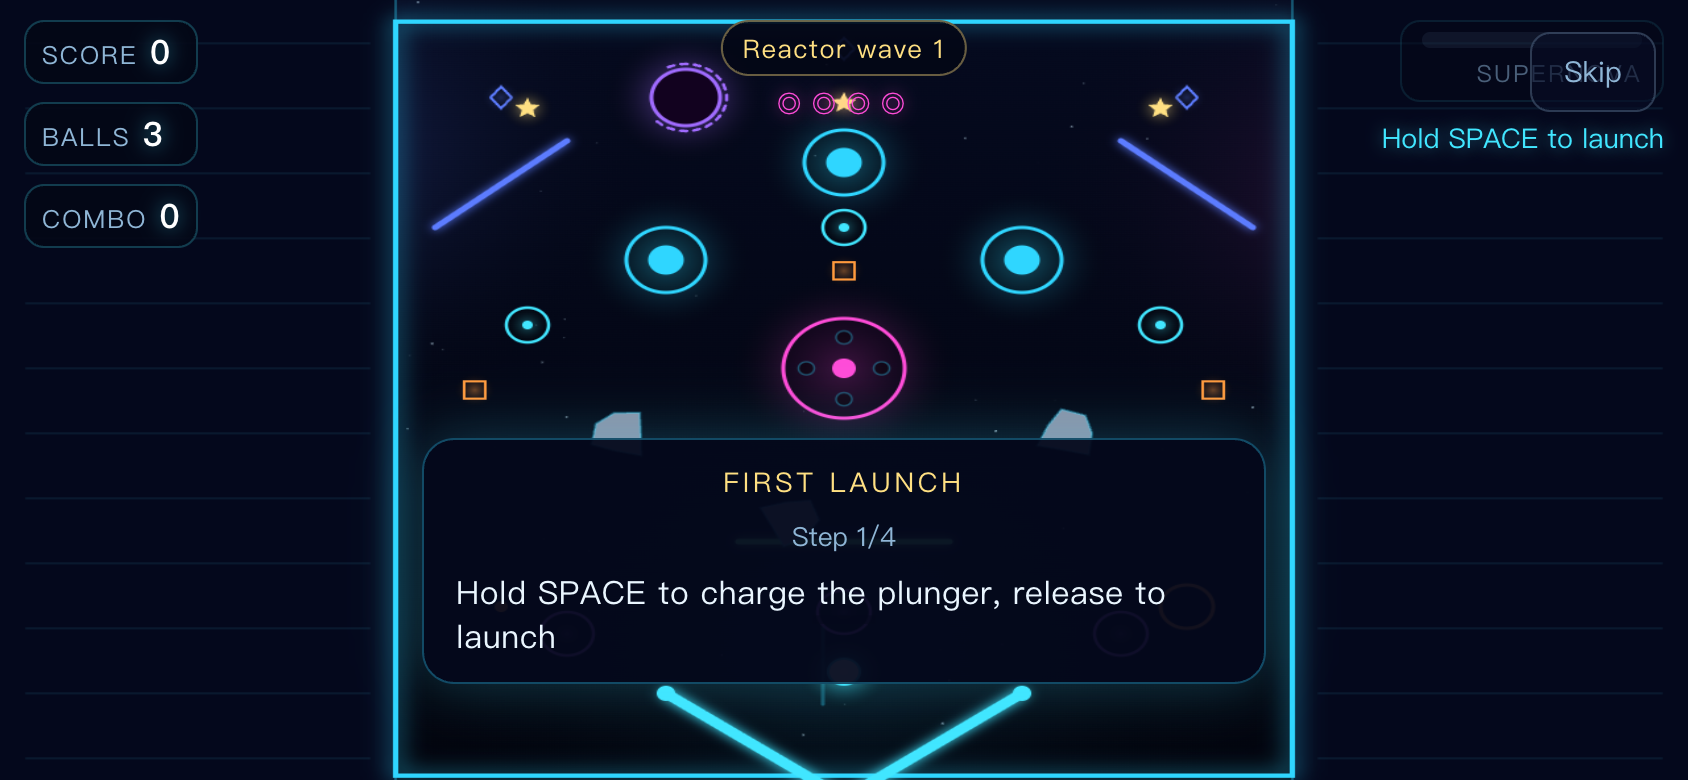 SCORE 0
BALLS 3
COMBO 0
Reactor wave 1
SUPERNOVA
Skip
Hold SPACE to launch
FIRST LAUNCH
Step 1/4
Hold SPACE to charge the plunger, release to
launch